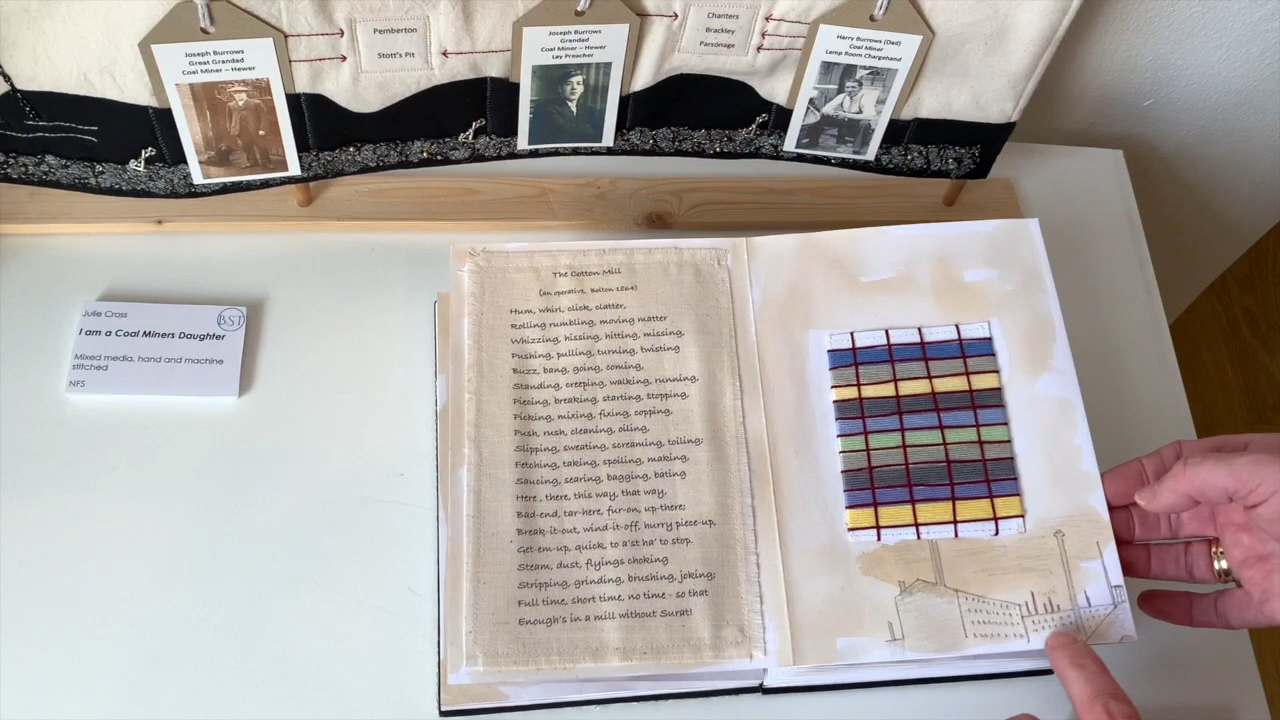 Joseph Burrows
Great Grandad
Coal Miner – Hewer
Pemberton
Stott's Pit
Joseph Burrows
Grandad
Coal Miner – Hewer
Lay Preacher
Chanters
Brackley
Parsonage
Harry Burrows (Dad)
Coal Miner
Lamp Room Chargehand
Julie Cross
BST
I am a Coal Miners Daughter
Mixed media, hand and machine
stitched
NFS
The Cotton Mill
(an operative, Bolton 1864)
Hum, whirl, click, clatter,
Rolling rumbling, moving matter
Whizzing, hissing, hitting, missing,
Pushing, pulling, turning, twisting
Buzz, bang, going, coming,
Standing, creeping, walking, running,
Piecing, breaking, starting, stopping,
Picking, mixing, fixing, copping,
Push, rush, cleaning, oiling,
Slipping, sweating, screaming, toiling;
Fetching, taking, spoiling, making,
Saucing, searing, bagging, bating
Here, there, this way, that way,
Bad-end, tar-here, fur-on, up-there;
Break-it-out, wind-it-off, hurry piece-up,
Get-em-up, quick, to a'st ha' to stop.
Steam, dust, flyings choking
Stripping, grinding, brushing, joking;
Full time, short time, no time - so that
Enough's in a mill without Surat!